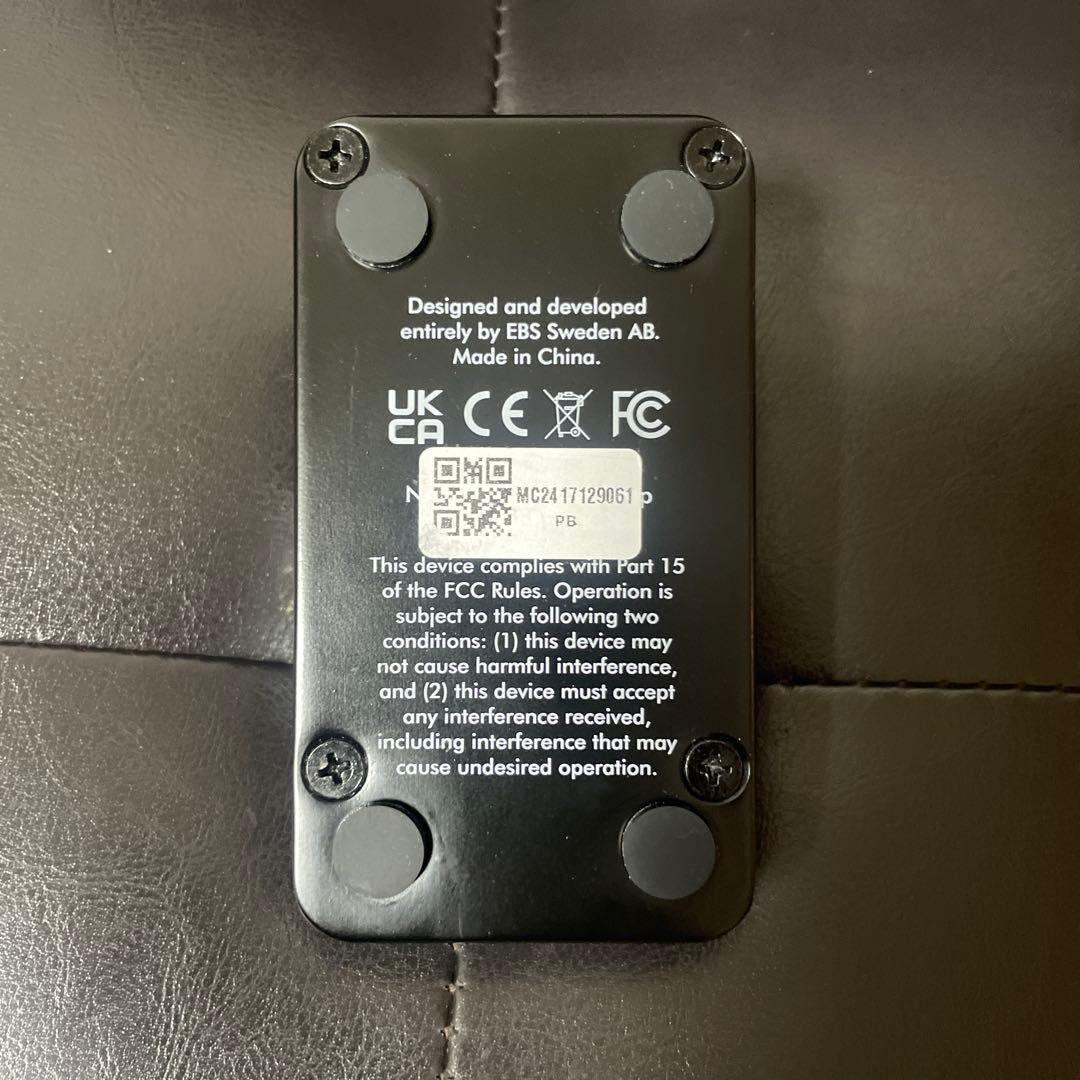 Designed and developed
entirely by EBS Sweden AB.
Made in China.
UK
CA CE FC
MC2417129061
PB
This device complies with Part 15
of the FCC Rules. Operation is
subject to the following two
conditions: (1) this device may
not cause harmful interference,
and (2) this device must accept
any interference received,
including interference that may
cause undesired operation.